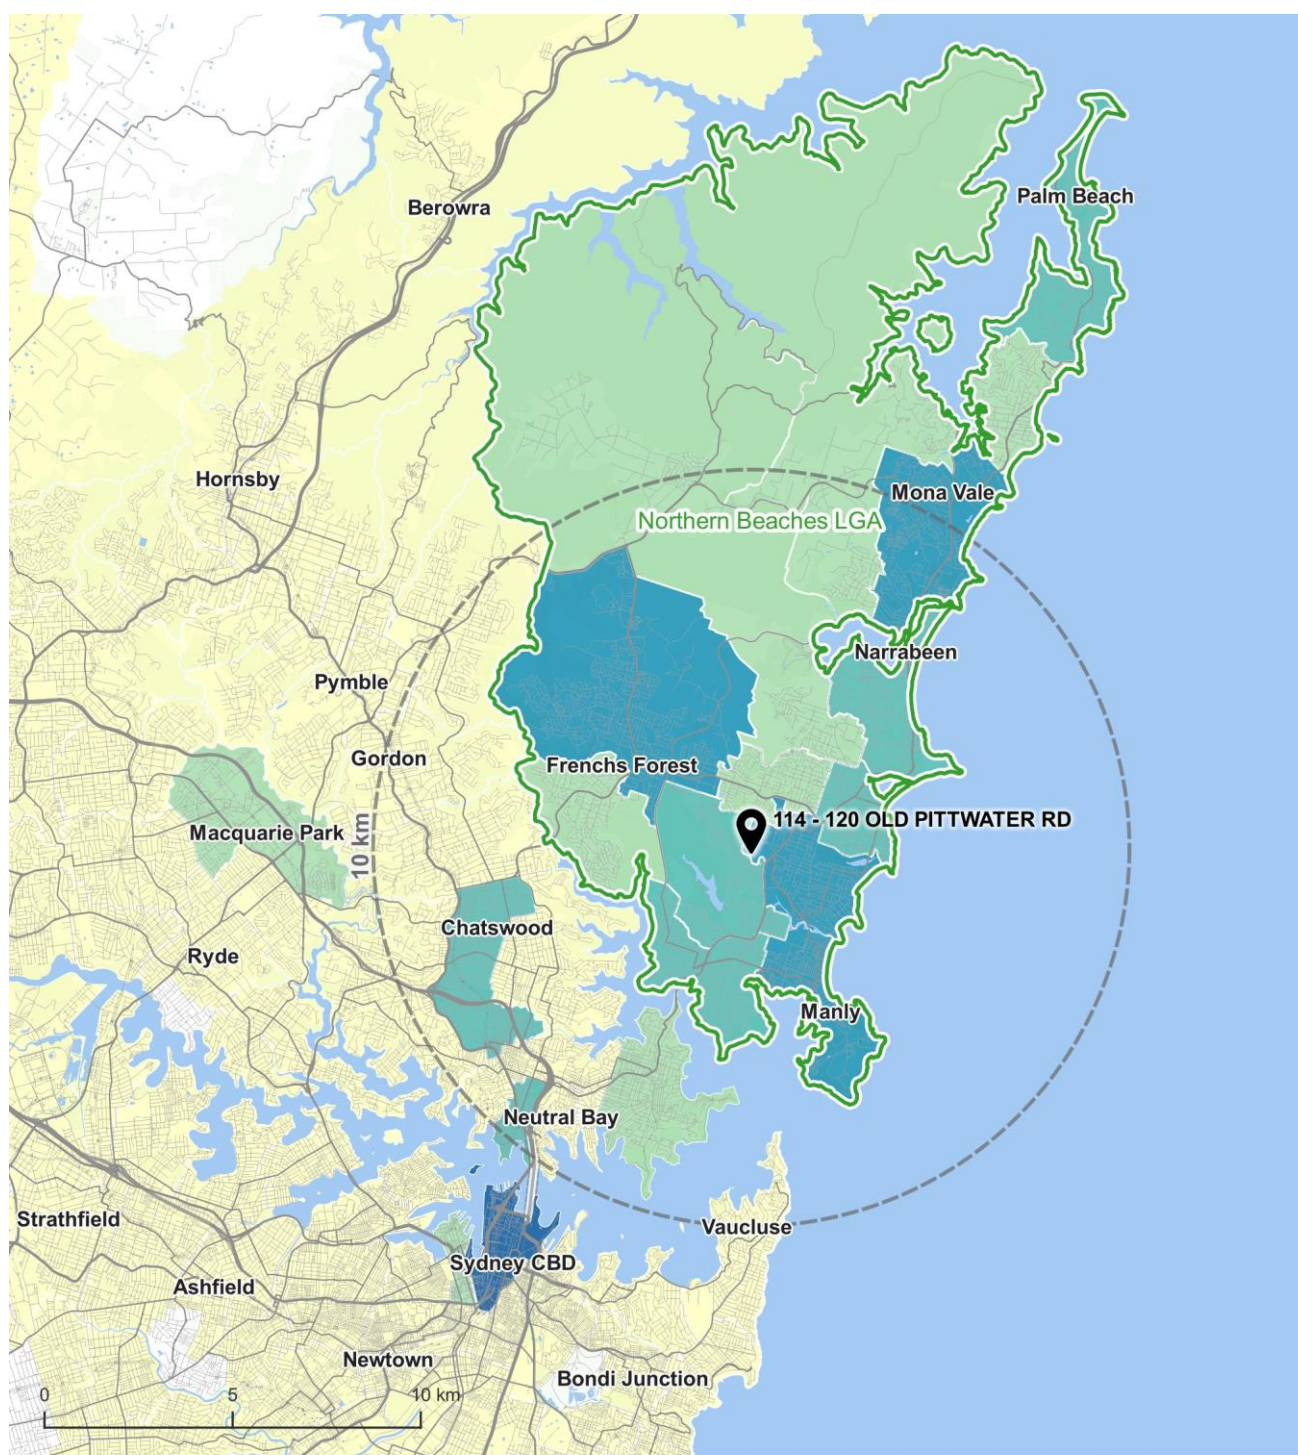 Palm Beach
Berowra
Hornsby
Mona Vale
Northern Beaches LGA
Narrabeen
Pymble
Gordon
Frenchs Forest
114 - 120 OLD PITTWATER RD
Macquarie Park
10 km
Chatswood
Ryde
Manly
Neutral Bay
Strathfield
Vaucluse
Sydney CBD
Ashfield
Newtown
Bondi Junction
0 5 10 km